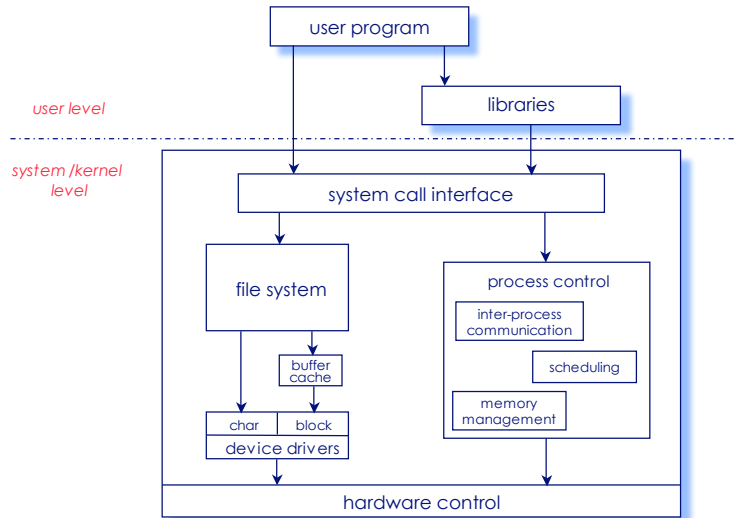 user program
libraries
user level
system /kernel
level
system call interface
file system
process control
inter-process
communication
scheduling
memory
management
buffer
cache
char
block
device drivers
hardware control